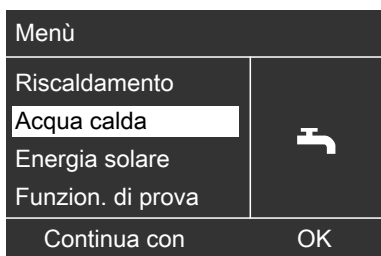 Menù
Riscaldamento
Acqua calda
Energia solare
Funzion. di prova
Continua con OK